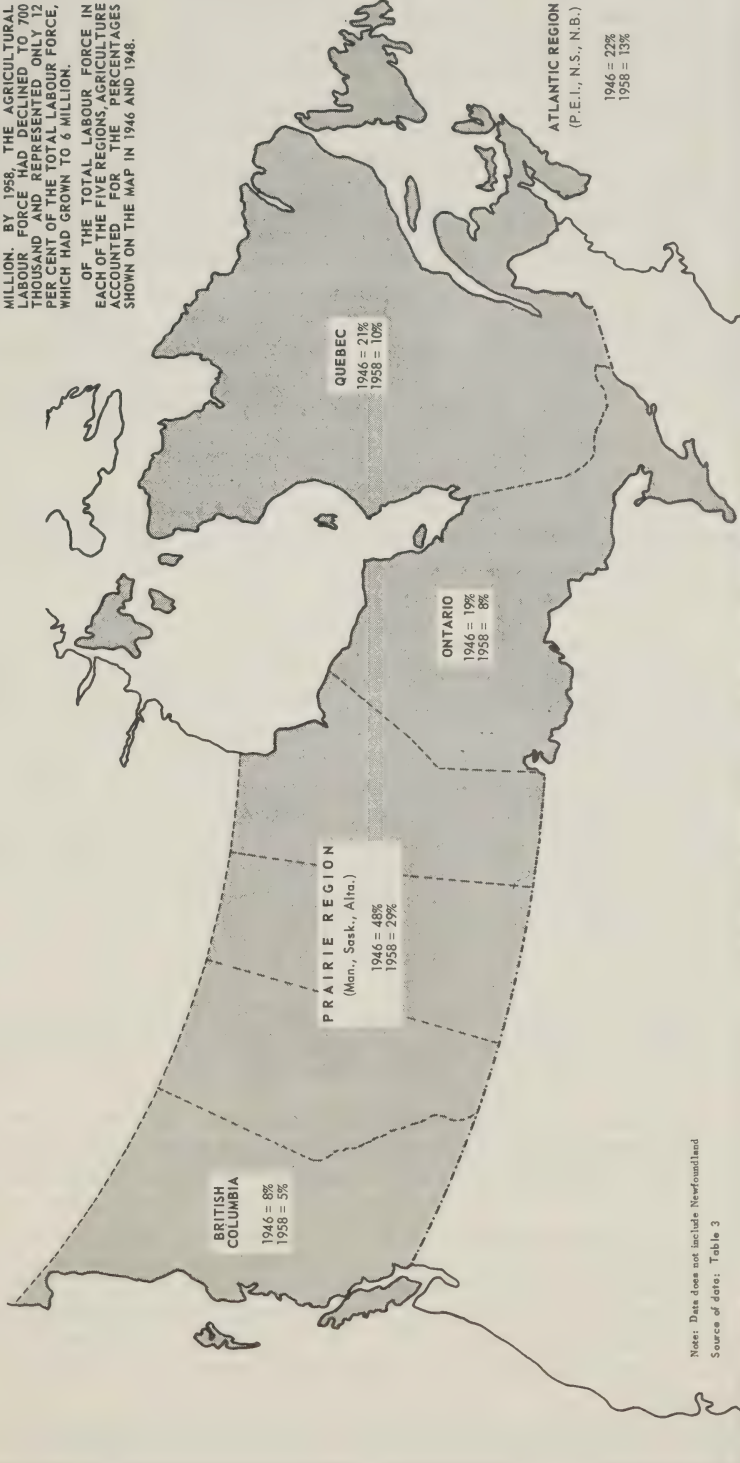 MILLION. BY 1958, THE AGRICULTURAL
LABOUR FORCE HAD DECLINED TO 700
THOUSAND AND REPRESENTED ONLY 12
PER CENT OF THE TOTAL LABOUR FORCE,
WHICH HAD GROWN TO 6 MILLION.
OF THE TOTAL LABOUR FORCE IN
EACH OF THE FIVE REGIONS, AGRICULTURE
ACCOUNTED FOR THE PERCENTAGES
SHOWN ON THE MAP IN 1946 AND 1948.
BRITISH
COLUMBIA
1946 = 8%
1958 = 5%
PRAIRIE REGION
(Man., Sask., Alta.)
1946 = 48%
1958 = 29%
ONTARIO
1946 = 19%
1958 = 8%
QUEBEC
1946 = 21%
1958 = 10%
ATLANTIC REGION
(P.E.I., N.S., N.B.)
1946 = 22%
1958 = 13%
Note: Data does not include Newfoundland
Source of data: Table 3